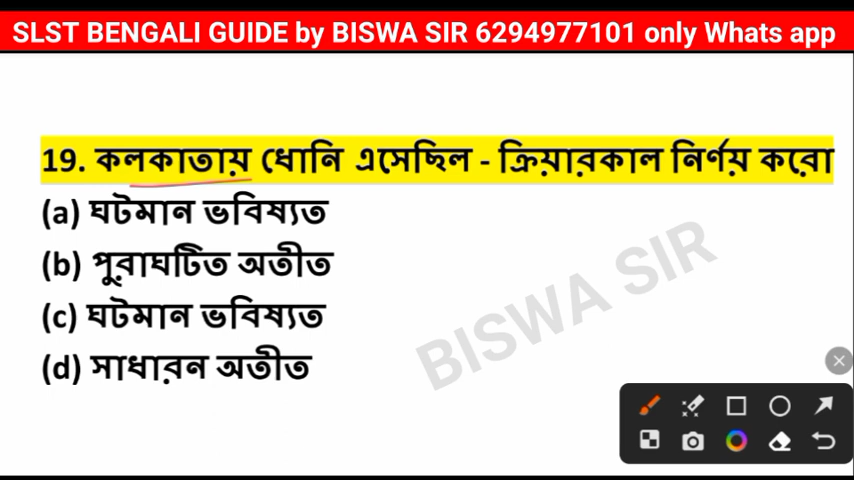 SLST BENGALI GUIDE by BISWA SIR 6294977101 only Whats app
19. কলকাতায় ধোনি এসেছিল - ক্রিয়ারকাল নির্ণয় করো
(a) ঘটমান ভবিষ্যত
(b) পুরাঘটিত অতীত
(c) ঘটমান ভবিষ্যত
(d) সাধারন অতীত
BISWA SIR